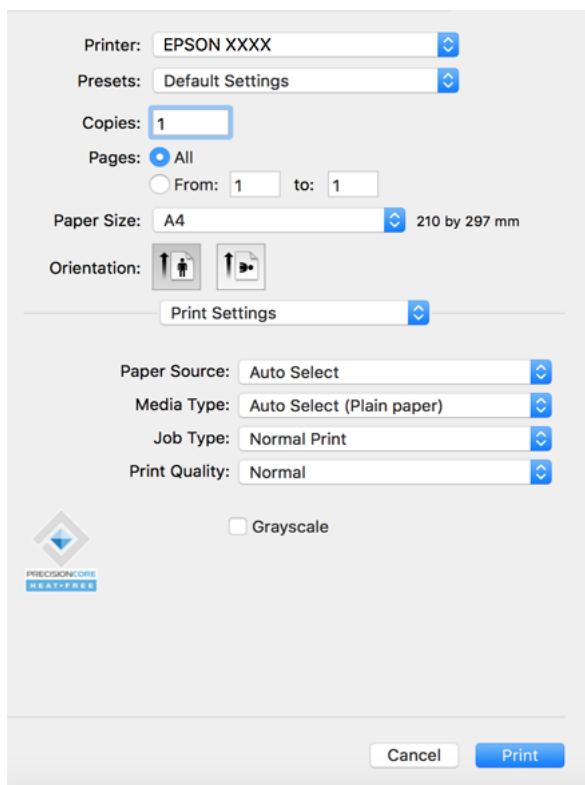 Printer: EPSON XXXX
Presets: Default Settings
Copies: 1
Pages: All
From: 1 to: 1
Paper Size: A4 210 by 297 mm
Orientation:
Print Settings
Paper Source: Auto Select
Media Type: Auto Select (Plain paper)
Job Type: Normal Print
Print Quality: Normal
Grayscale
PRECISIONCORE
HEAT-FREE
Cancel Print